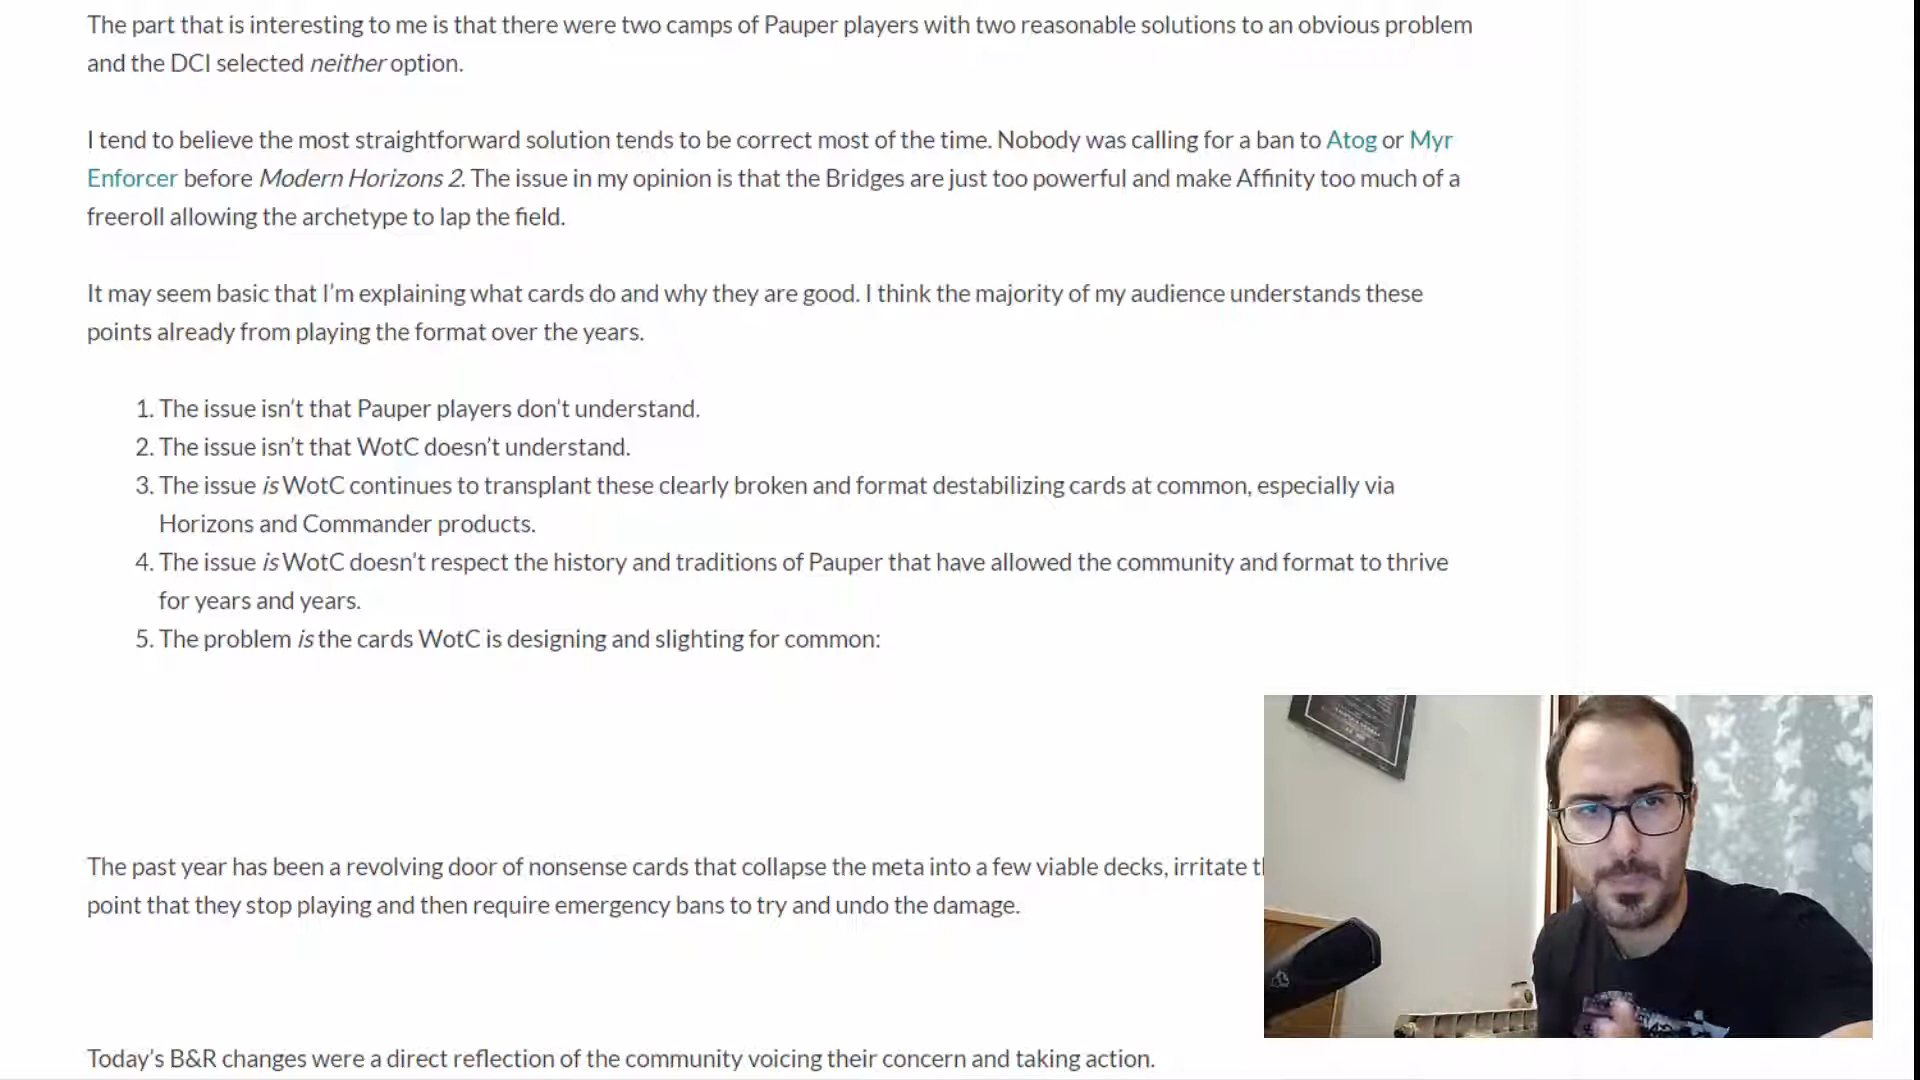 The part that is interesting to me is that there were two camps of Pauper players with two reasonable solutions to an obvious problem
and the DCI selected neither option.
I tend to believe the most straightforward solution tends to be correct most of the time. Nobody was calling for a ban to Atog or Myr
Enforcer before Modern Horizons 2. The issue in my opinion is that the Bridges are just too powerful and make Affinity too much of a
freeroll allowing the archetype to lap the field.
It may seem basic that I'm explaining what cards do and why they are good. I think the majority of my audience understands these
points already from playing the format over the years.
1. The issue isn't that Pauper players don't understand.
2. The issue isn't that WotC doesn't understand.
3. The issue is WotC continues to transplant these clearly broken and format destabilizing cards at common, especially via
Horizons and Commander products.
4. The issue is WotC doesn't respect the history and traditions of Pauper that have allowed the community and format to thrive
for years and years.
5. The problem is the cards WotC is designing and slighting for common:
The past year has been a revolving door of nonsense cards that collapse the meta into a few viable decks, irritate
point that they stop playing and then require emergency bans to try and undo the damage.
Today's B&R changes were a direct reflection of the community voicing their concern and taking action.